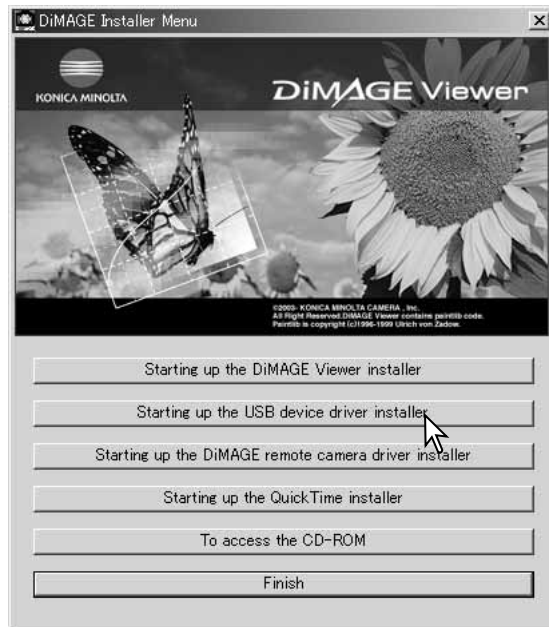 DiMAGE Installer Menu
KONICA MINOLTA
DiMAGE Viewer
©2003- KONICA MINOLTA CAMERA , Inc.
All Right Reserved.DiMAGE Viewer contains paintlib code.
Paintlib is copyright (c)1996-1999 Ulrich von Zadow.
Starting up the DiMAGE Viewer installer
Starting up the USB device driver installer
Starting up the DiMAGE remote camera driver installer
Starting up the QuickTime installer
To access the CD-ROM
Finish